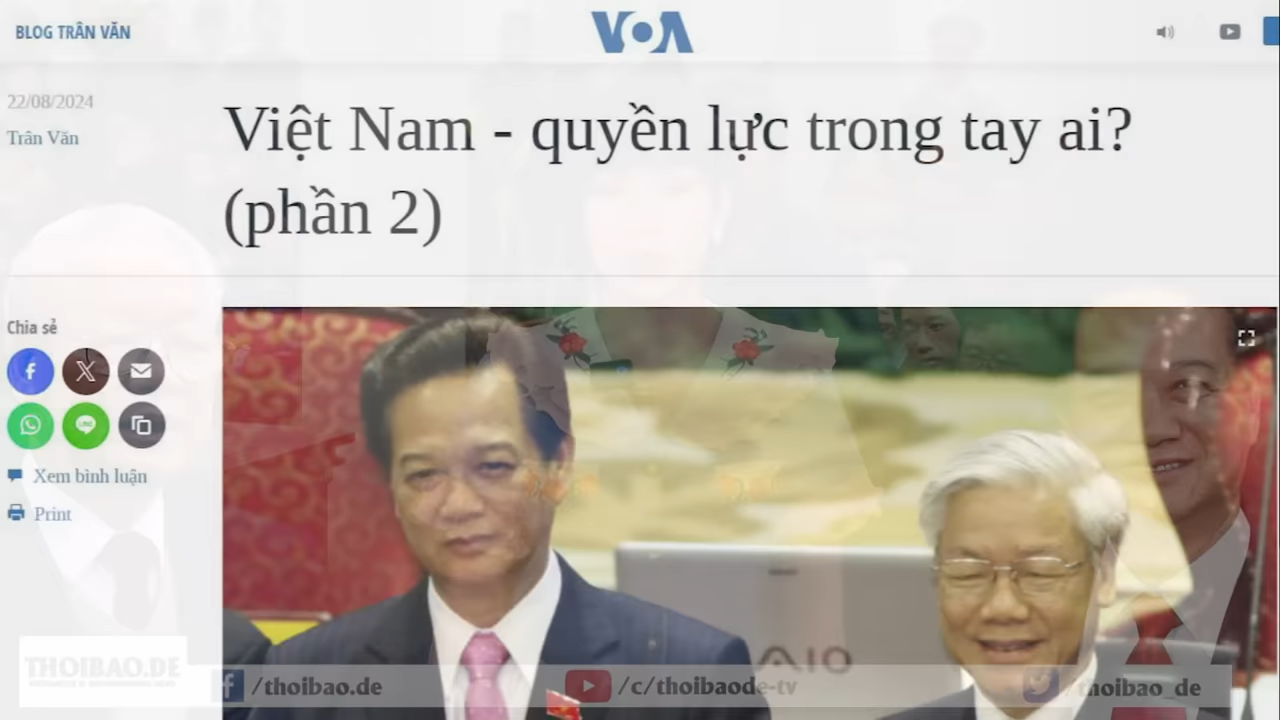 BLOG TRÂN VĂN
VOA
22/08/2024
Trân Văn
Việt Nam - quyền lực trong tay ai?
(phần 2)
Chia sẻ
Xem bình luận
Print
VAIO
THOIBAO.DE
/thoibao.de
/c/thoibaode-tv
/thoibao_de